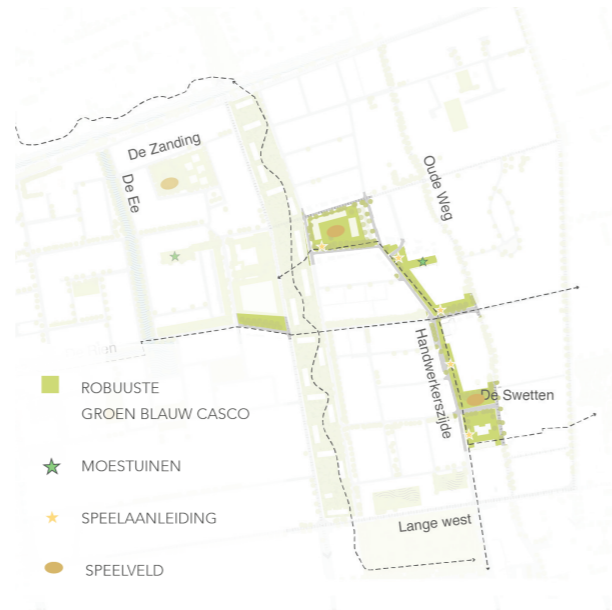 De Zanding
De Ee
Oude Weg
Handwerkerszijde
De Swetten
Lange west
ROBUUSTE
GROEN BLAUW CASCO
MOESTUINEN
SPEELAANLEIDING
SPEELVELD